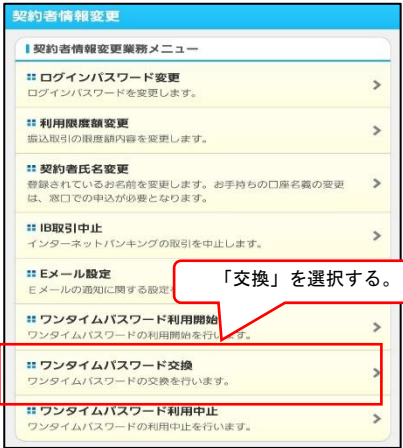 契約者情報変更
契約者情報変更業務メニュー
ログインパスワード変更
ログインパスワードを変更します。
利用限度額変更
振込取引の限度額内容を変更します。
契約者氏名変更
登録されているお名前を変更します。お手持ちの口座名義の変更
は、窓口での申込が必要となります。
IB取引中止
インターネットバンキングの取引を中止します。
Eメール設定
Eメールの通知に関する設定
「交換」を選択する。
ワンタイムパスワード利用開始
ワンタイムパスワードの利用開始を行います。
ワンタイムパスワード交換
ワンタイムパスワードの交換を行います。
ワンタイムパスワード利用中止
ワンタイムパスワードの利用中止を行います。